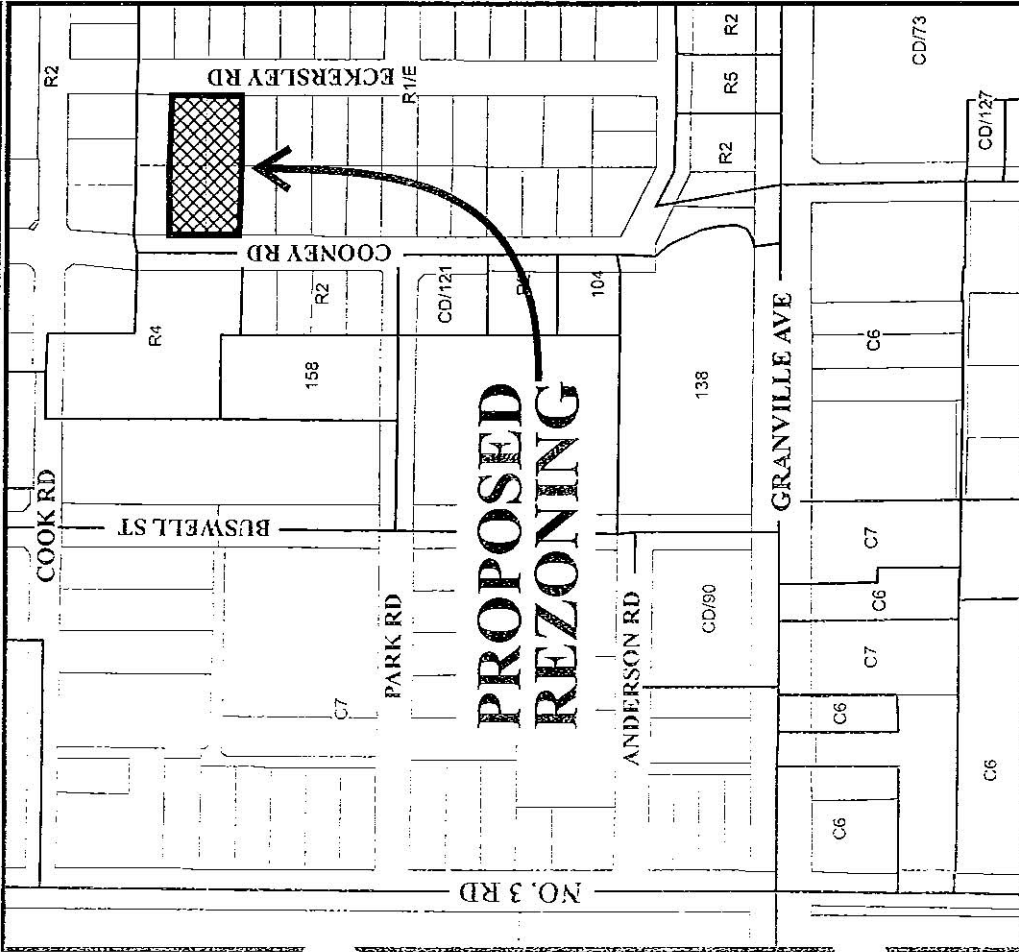 COOK RD
R2
R4
BUSWELL ST
ECKERSLEY RD
158
R2
COONEY RD
C7
PARK RD
R1/E
CD/121
PROPOSED
REZONING
NO. 3 RD
104
ANDERSON RD
138
CD/90
R2
R5
R2
GRANVILLE AVE
C6
C6
C7
C6
C7
C6
CD/73
CD/127
C6